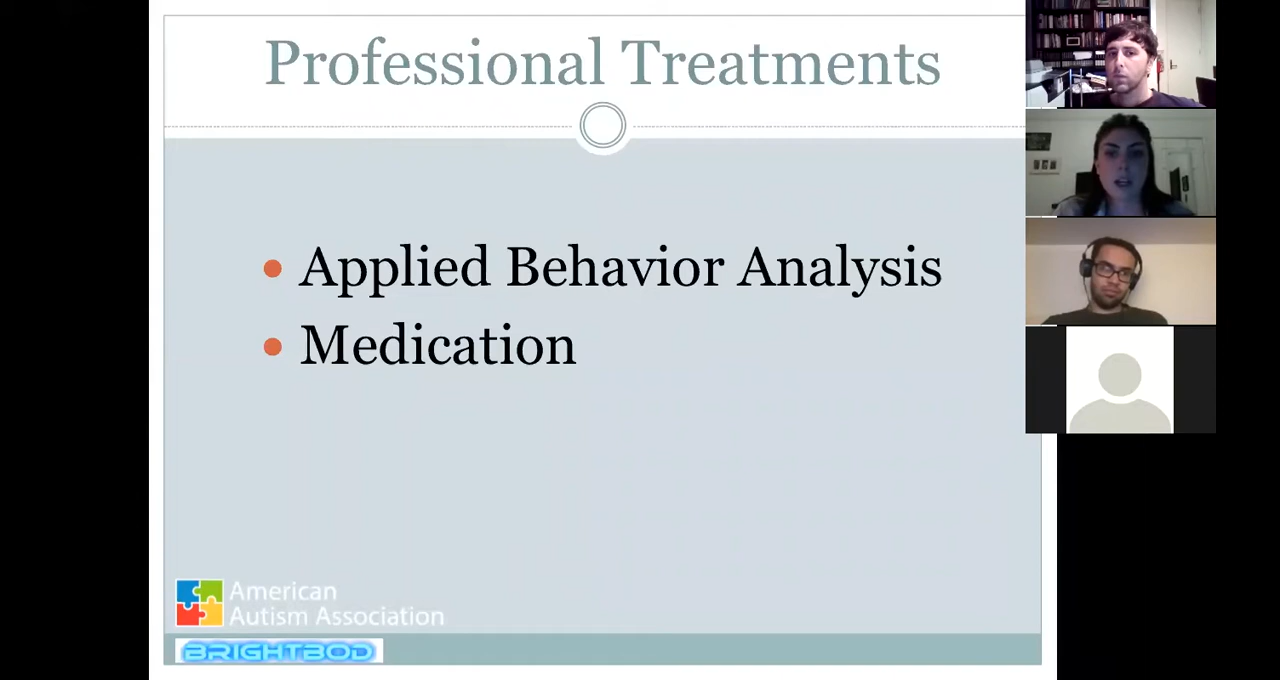 Professional Treatments
• Applied Behavior Analysis
• Medication
American
Autism Association
BRIGHTBOD